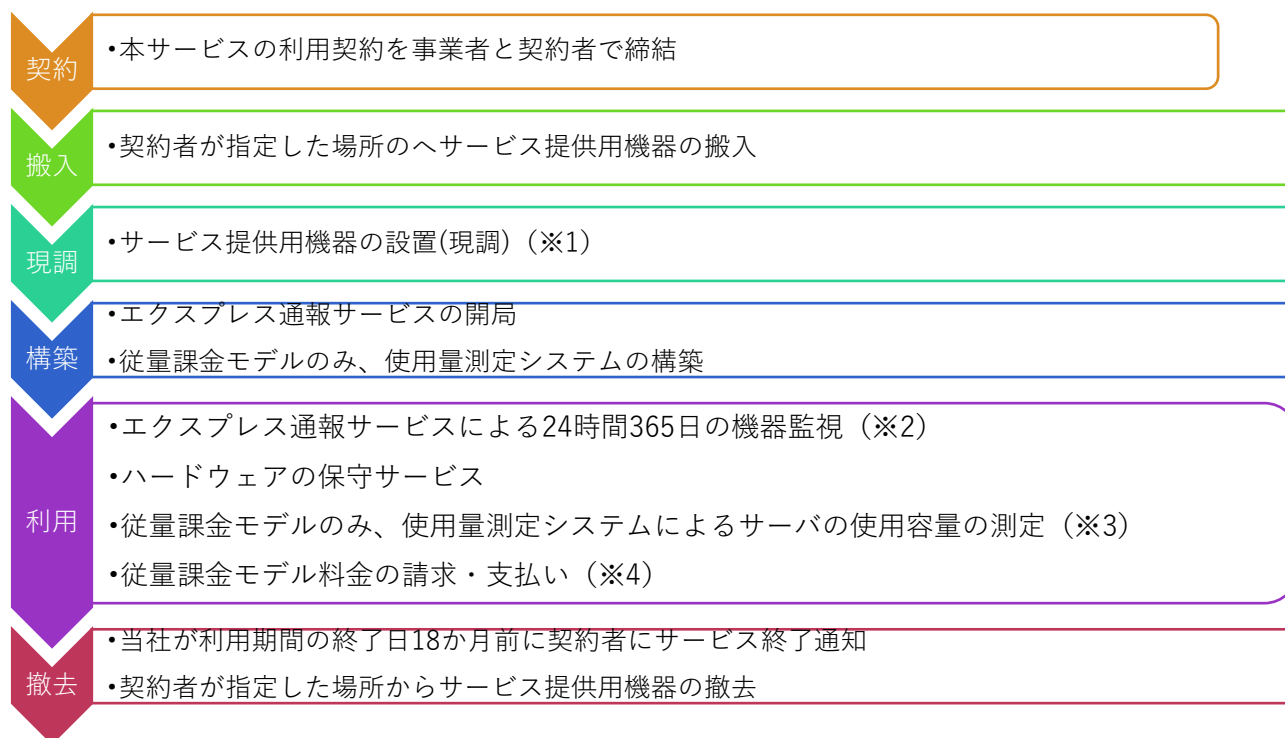 契約
•本サービスの利用契約を事業者と契約者で締結
搬入
•契約者が指定した場所のへサービス提供用機器の搬入
現調
•サービス提供用機器の設置(現調)（※1）
構築
•エクスプレス通報サービスの開局
•従量課金モデルのみ、使用量測定システムの構築
利用
•エクスプレス通報サービスによる24時間365日の機器監視（※2）
•ハードウェアの保守サービス
•従量課金モデルのみ、使用量測定システムによるサーバの使用容量の測定（※3）
•従量課金モデル料金の請求・支払い（※4）
撤去
•当社が利用期間の終了日18か月前に契約者にサービス終了通知
•契約者が指定した場所からサービス提供用機器の撤去